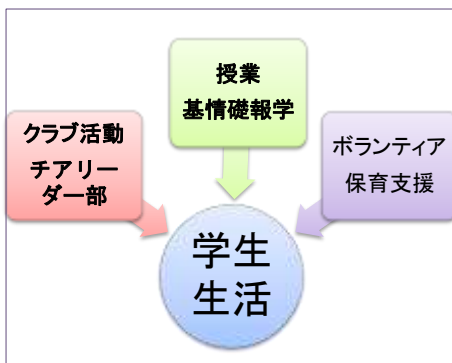 授業
基情礎報学
クラブ活動
チアリー
ダー部
ボランティア
保育支援
学生
生活